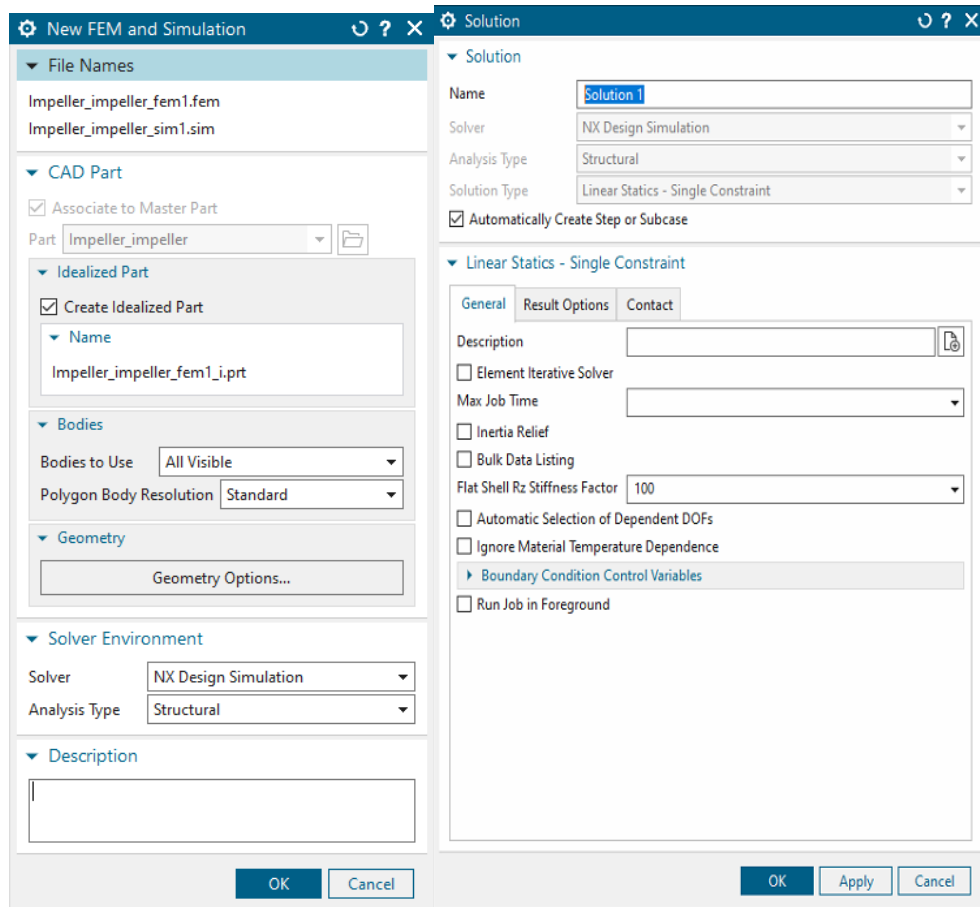 New FEM and Simulation
File Names
Impeller_impeller_fem1.fem
Impeller_impeller_sim1.sim
CAD Part
Associate to Master Part
Part Impeller_impeller
Idealized Part
Create Idealized Part
Name
Impeller_impeller_fem1_i.prt
Bodies
Bodies to Use All Visible
Polygon Body Resolution Standard
Geometry
Geometry Options...
Solver Environment
Solver NX Design Simulation
Analysis Type Structural
Description
OK Cancel
Solution
Solution
Name Solution 1
Solver NX Design Simulation
Analysis Type Structural
Solution Type Linear Statics - Single Constraint
Automatically Create Step or Subcase
Linear Statics - Single Constraint
General Result Options Contact
Description
Element Iterative Solver
Max Job Time
Inertia Relief
Bulk Data Listing
Flat Shell Rz Stiffness Factor 100
Automatic Selection of Dependent DOFs
Ignore Material Temperature Dependence
Boundary Condition Control Variables
Run Job in Foreground
OK Apply Cancel